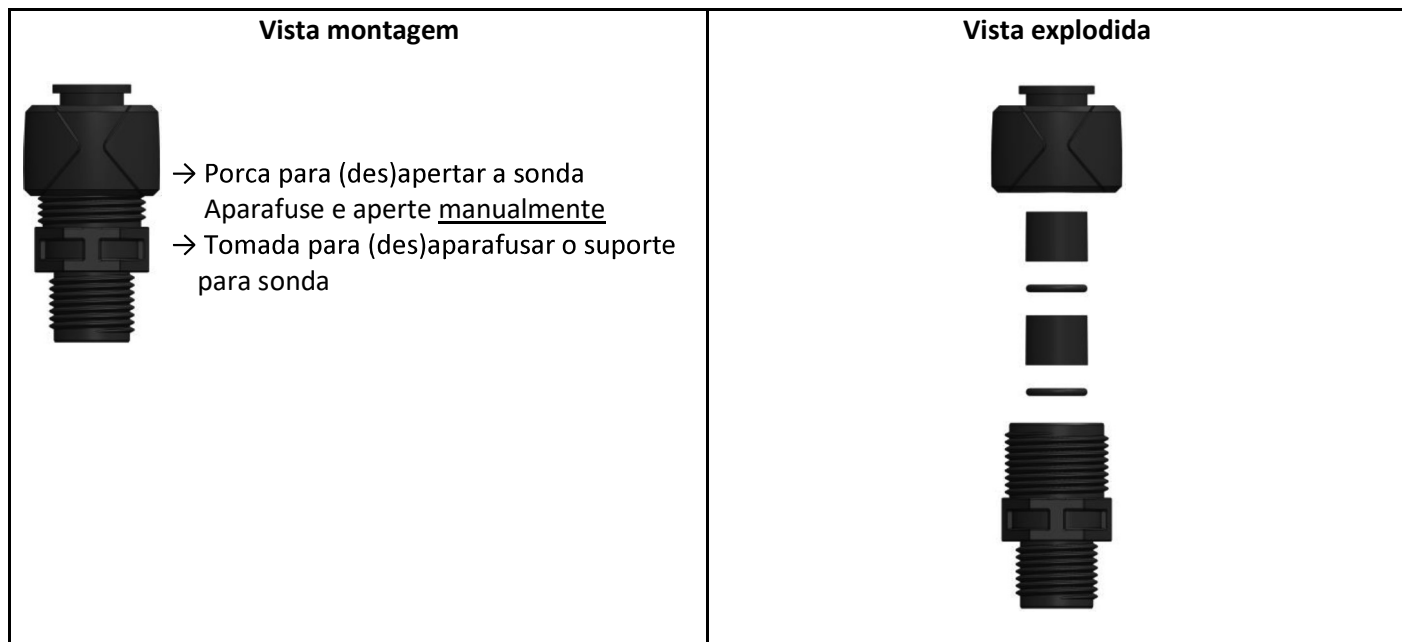 Vista montagem
Vista explodida
→ Porca para (des)apertar a sonda
Aparafuse e aperte manualmente
→ Tomada para (des)aparafusar o suporte
para sonda